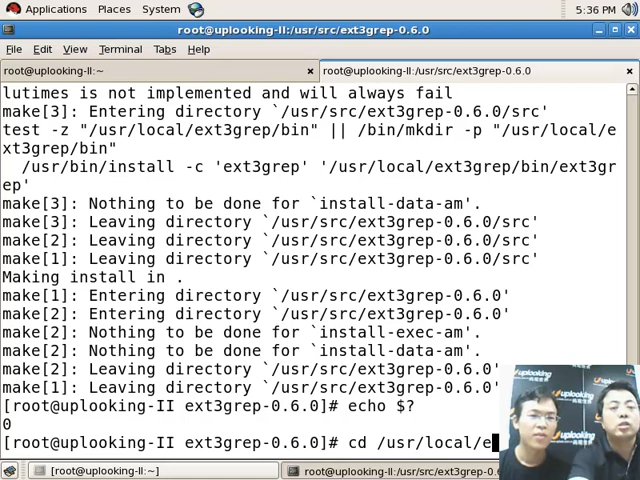 Applications Places System 5:36 PM
root@uplooking-II:/usr/src/ext3grep-0.6.0
File Edit View Terminal Tabs Help
root@uplooking-II:~ root@uplooking-II:/usr/src/ext3grep-0.6.0
lutimes is not implemented and will always fail
make[3]: Entering directory `/usr/src/ext3grep-0.6.0/src'
test -z "/usr/local/ext3grep/bin" || /bin/mkdir -p "/usr/local/e
xt3grep/bin"
/usr/bin/install -c 'ext3grep' '/usr/local/ext3grep/bin/ext3gr
ep'
make[3]: Nothing to be done for `install-data-am'.
make[3]: Leaving directory `/usr/src/ext3grep-0.6.0/src'
make[2]: Leaving directory `/usr/src/ext3grep-0.6.0/src'
make[1]: Leaving directory `/usr/src/ext3grep-0.6.0/src'
Making install in .
make[1]: Entering directory `/usr/src/ext3grep-0.6.0'
make[2]: Entering directory `/usr/src/ext3grep-0.6.0'
make[2]: Nothing to be done for `install-exec-am'.
make[2]: Nothing to be done for `install-data-am'.
make[2]: Leaving directory `/usr/src/ext3grep-0.6.0'
make[1]: Leaving directory `/usr/src/ext3grep-0.6.0'
[root@uplooking-II ext3grep-0.6.0]# echo $?
0
[root@uplooking-II ext3grep-0.6.0]# cd /usr/local/e
[root@uplooking-II:~] root@uplooking-II:/usr/src/ext3grep-0.6
uplooking
uplooking